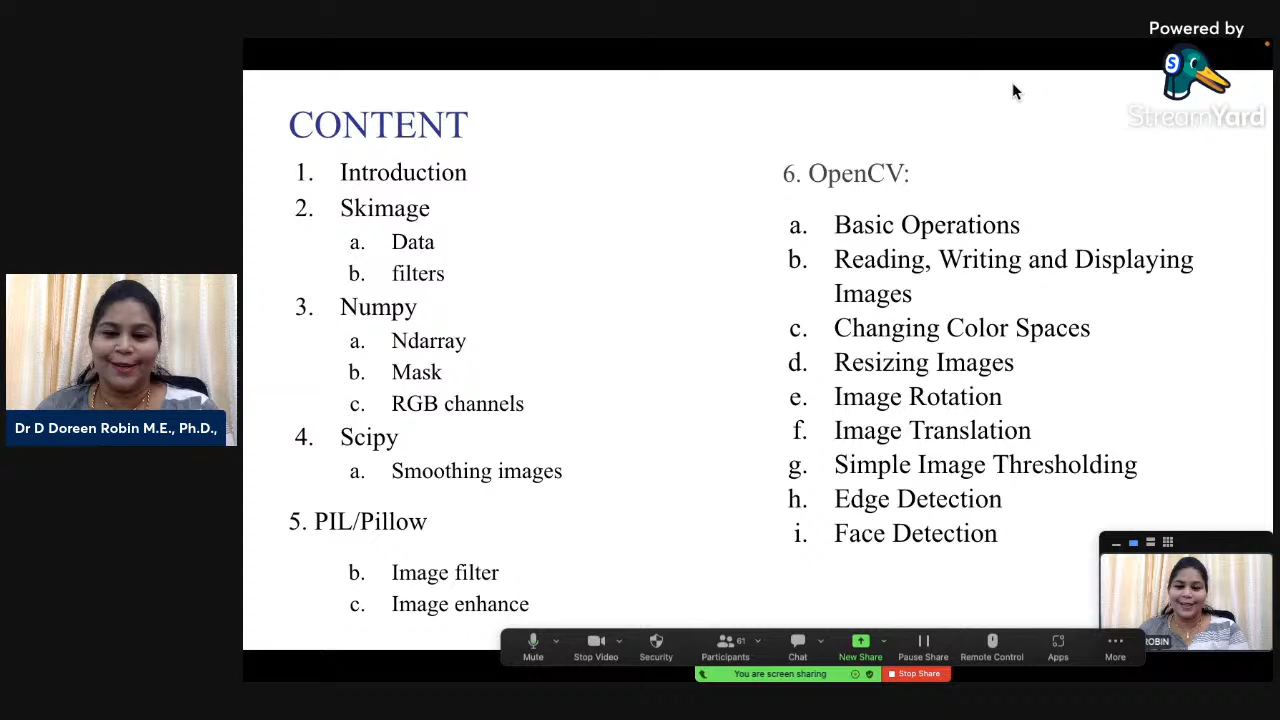 Powered by
S
StreamYard
CONTENT
1. Introduction
2. Skimage
a. Data
b. filters
3. Numpy
a. Ndarray
b. Mask
c. RGB channels
4. Scipy
a. Smoothing images
5. PIL/Pillow
b. Image filter
c. Image enhance
6. OpenCV:
a. Basic Operations
b. Reading, Writing and Displaying
Images
c. Changing Color Spaces
d. Resizing Images
e. Image Rotation
f. Image Translation
g. Simple Image Thresholding
h. Edge Detection
i. Face Detection
Dr D Doreen Robin M.E., Ph.D.,
ROBIN
61
Mute Stop Video Security Participants Chat New Share Pause Share Remote Control Apps More
You are screen sharing Stop Share